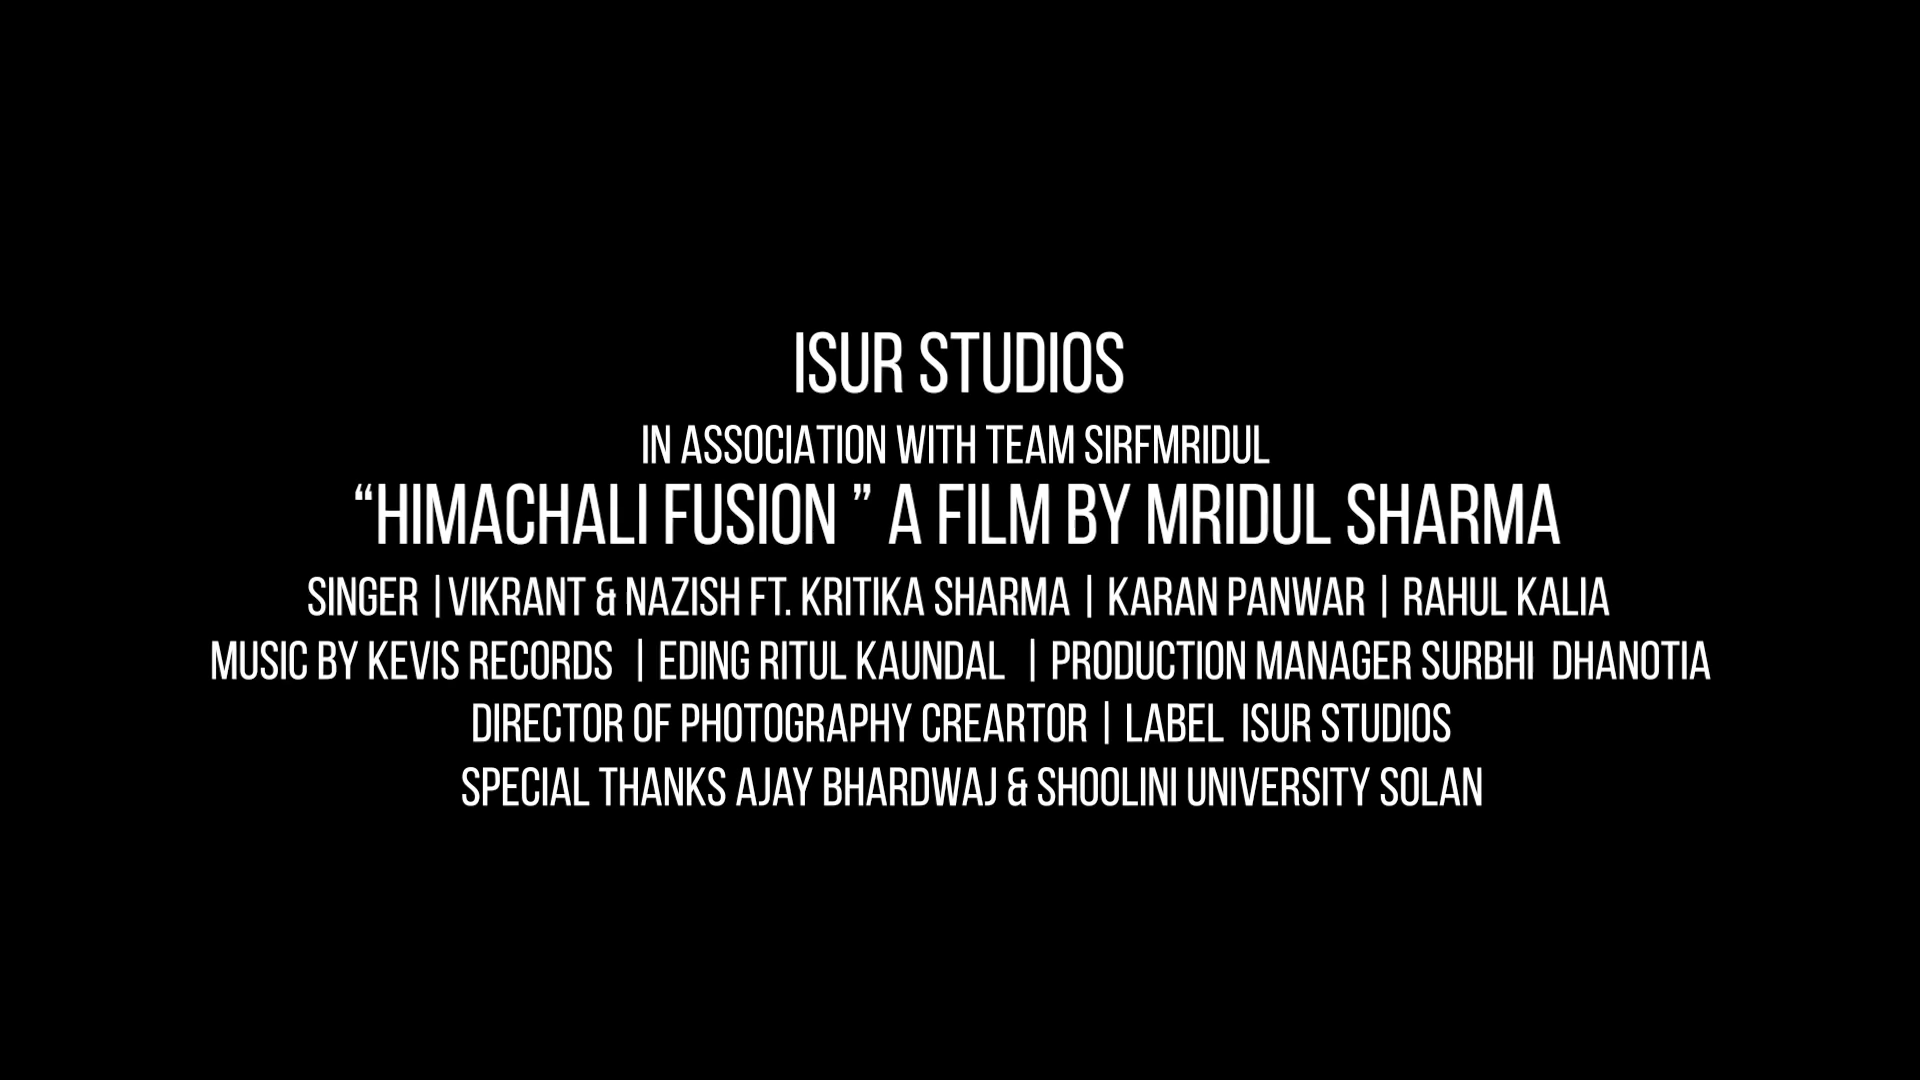 ISUR STUDIOS
IN ASSOCIATION WITH TEAM SIRFMRIDUL
“HIMACHALI FUSION ” A FILM BY MRIDUL SHARMA
SINGER |VIKRANT & NAZISH FT. KRITIKA SHARMA | KARAN PANWAR | RAHUL KALIA
MUSIC BY KEVIS RECORDS | EDING RITUL KAUNDAL | PRODUCTION MANAGER SURBHI DHANOTIA
DIRECTOR OF PHOTOGRAPHY CREARTOR | LABEL ISUR STUDIOS
SPECIAL THANKS AJAY BHARDWAJ & SHOOLINI UNIVERSITY SOLAN